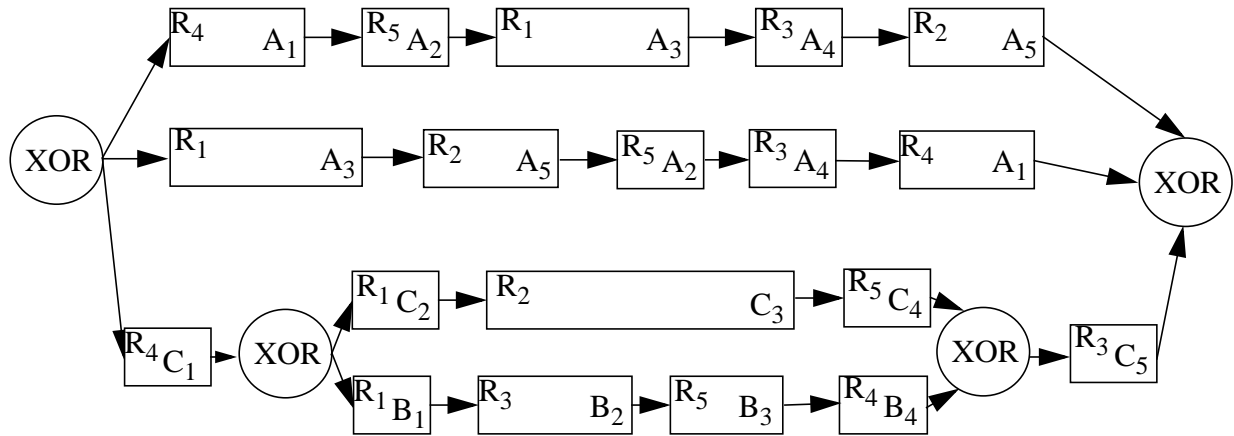 R₄ A₁ R₅ A₂ R₁ A₃ R₃ A₄ R₂ A₅
XOR R₁ A₃ R₂ A₅ R₅ A₂ R₃ A₄ R₄ A₁ XOR
R₁ C₂ R₂ C₃ R₅ C₄
R₄ C₁ XOR XOR R₃ C₅
R₁ B₁ R₃ B₂ R₅ B₃ R₄ B₄